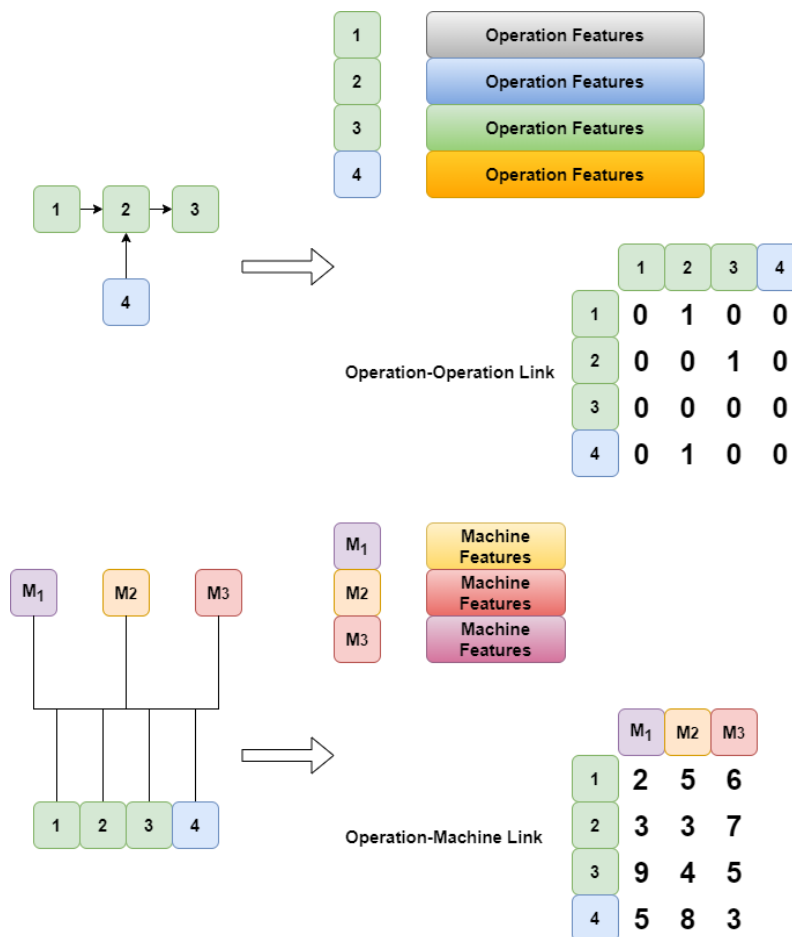 1 Operation Features
2 Operation Features
3 Operation Features
4 Operation Features
1 2 3
4
1 2 3 4
1 0 1 0 0
2 0 0 1 0
Operation-Operation Link
3 0 0 0 0
4 0 1 0 0
M1 Machine
Features
M2 Machine
Features
M3 Machine
Features
M1 M2 M3
1 2 3 4
M1 M2 M3
1 2 5 6
2 3 3 7
Operation-Machine Link
3 9 4 5
4 5 8 3